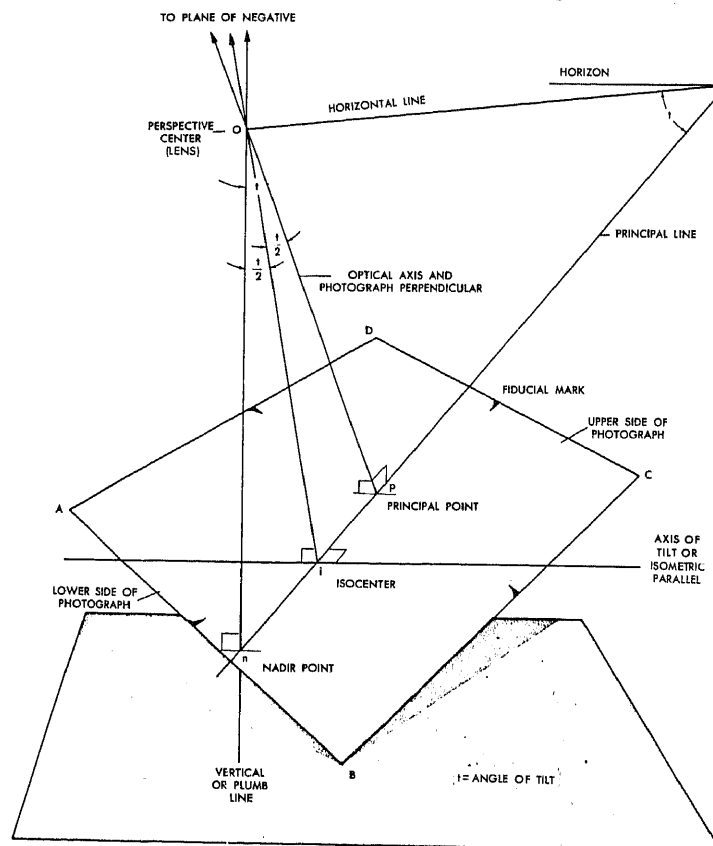 TO PLANE OF NEGATIVE
HORIZON
HORIZONTAL LINE
PERSPECTIVE
CENTER
(LENS)
O
t
t
PRINCIPAL LINE
t
2
t
2
OPTICAL AXIS AND
PHOTOGRAPH PERPENDICULAR
D
FIDUCIAL MARK
UPPER SIDE OF
PHOTOGRAPH
C
P
PRINCIPAL POINT
A
AXIS OF
TILT OR
ISOMETRIC
PARALLEL
i
ISOCENTER
LOWER SIDE OF
PHOTOGRAPH
n
NADIR POINT
VERTICAL
OR PLUMB
LINE
B
t = ANGLE OF TILT